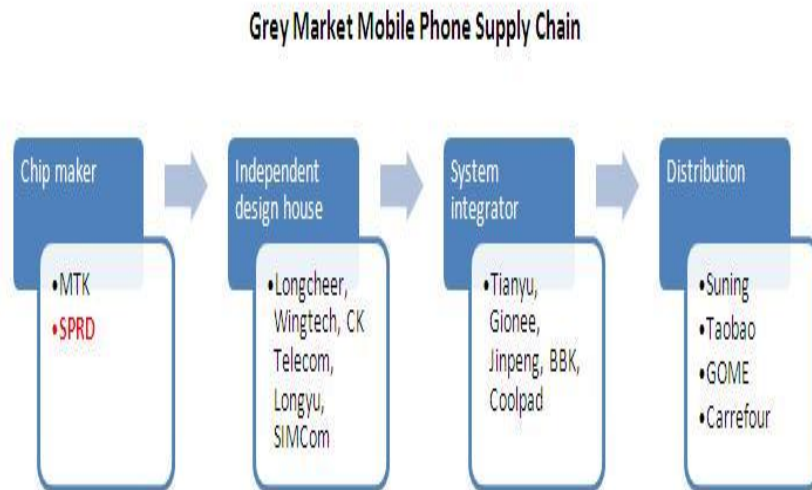 Grey Market Mobile Phone Supply Chain
Chip maker
•MTK
•SPRD
Independent
design house
•Longcheer,
Wingtech, CK
Telecom,
Longyu,
SIMCom
System
integrator
•Tianyu,
Gionee,
Jinpeng, BBK,
Coolpad
Distribution
•Suning
•Taobao
•GOME
•Carrefour